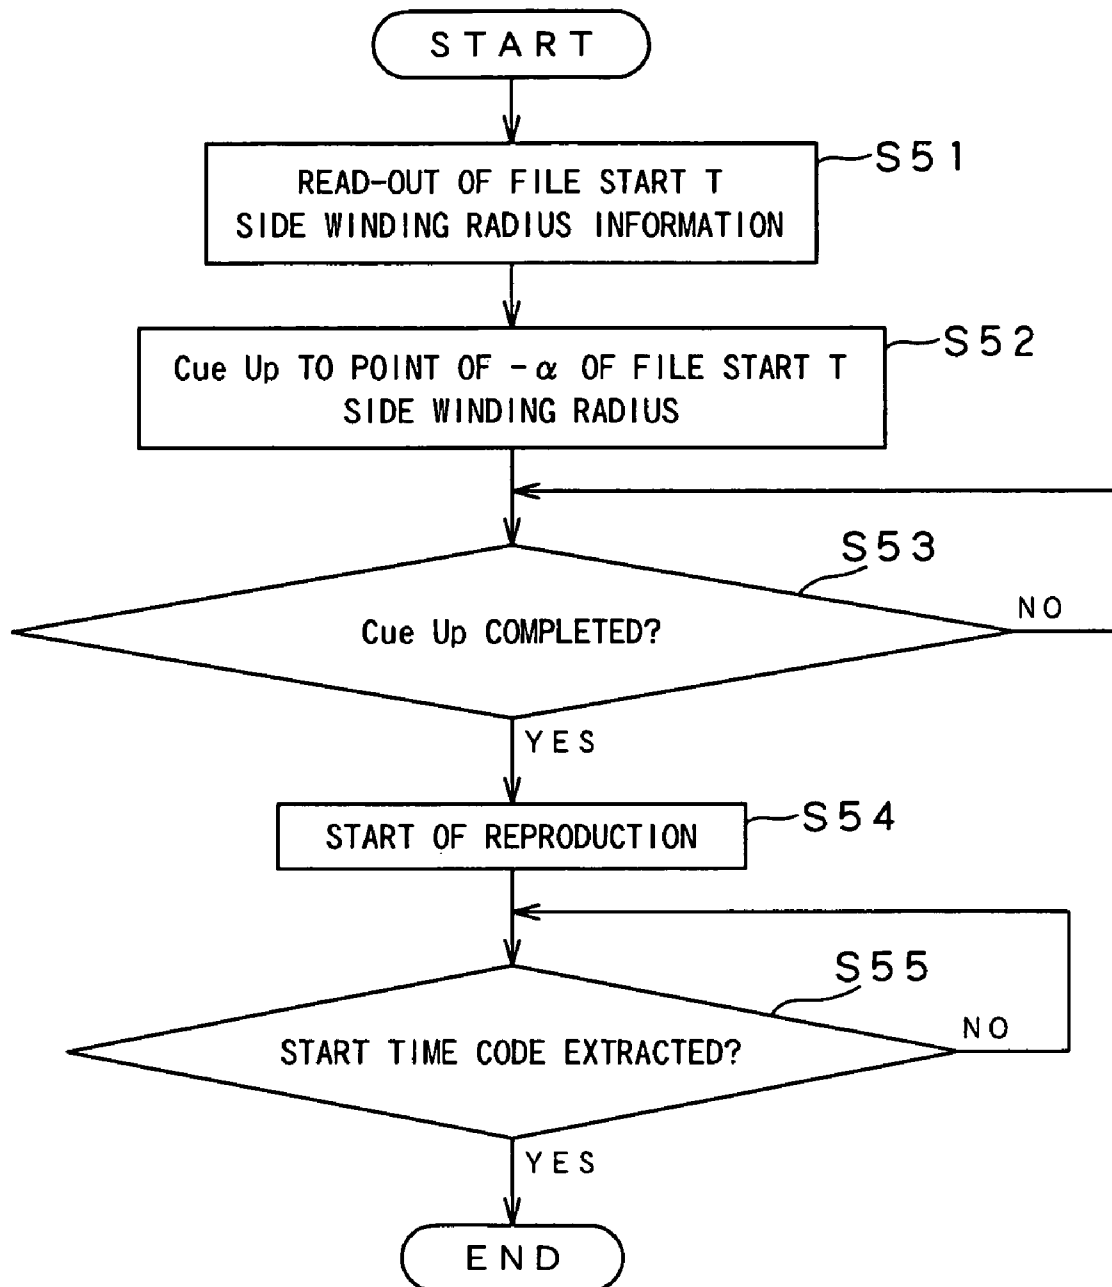 START
READ-OUT OF FILE START T
SIDE WINDING RADIUS INFORMATION
S51
Cue Up TO POINT OF -α OF FILE START T
SIDE WINDING RADIUS
S52
Cue Up COMPLETED?
S53
NO
YES
START OF REPRODUCTION
S54
START TIME CODE EXTRACTED?
S55
NO
YES
END